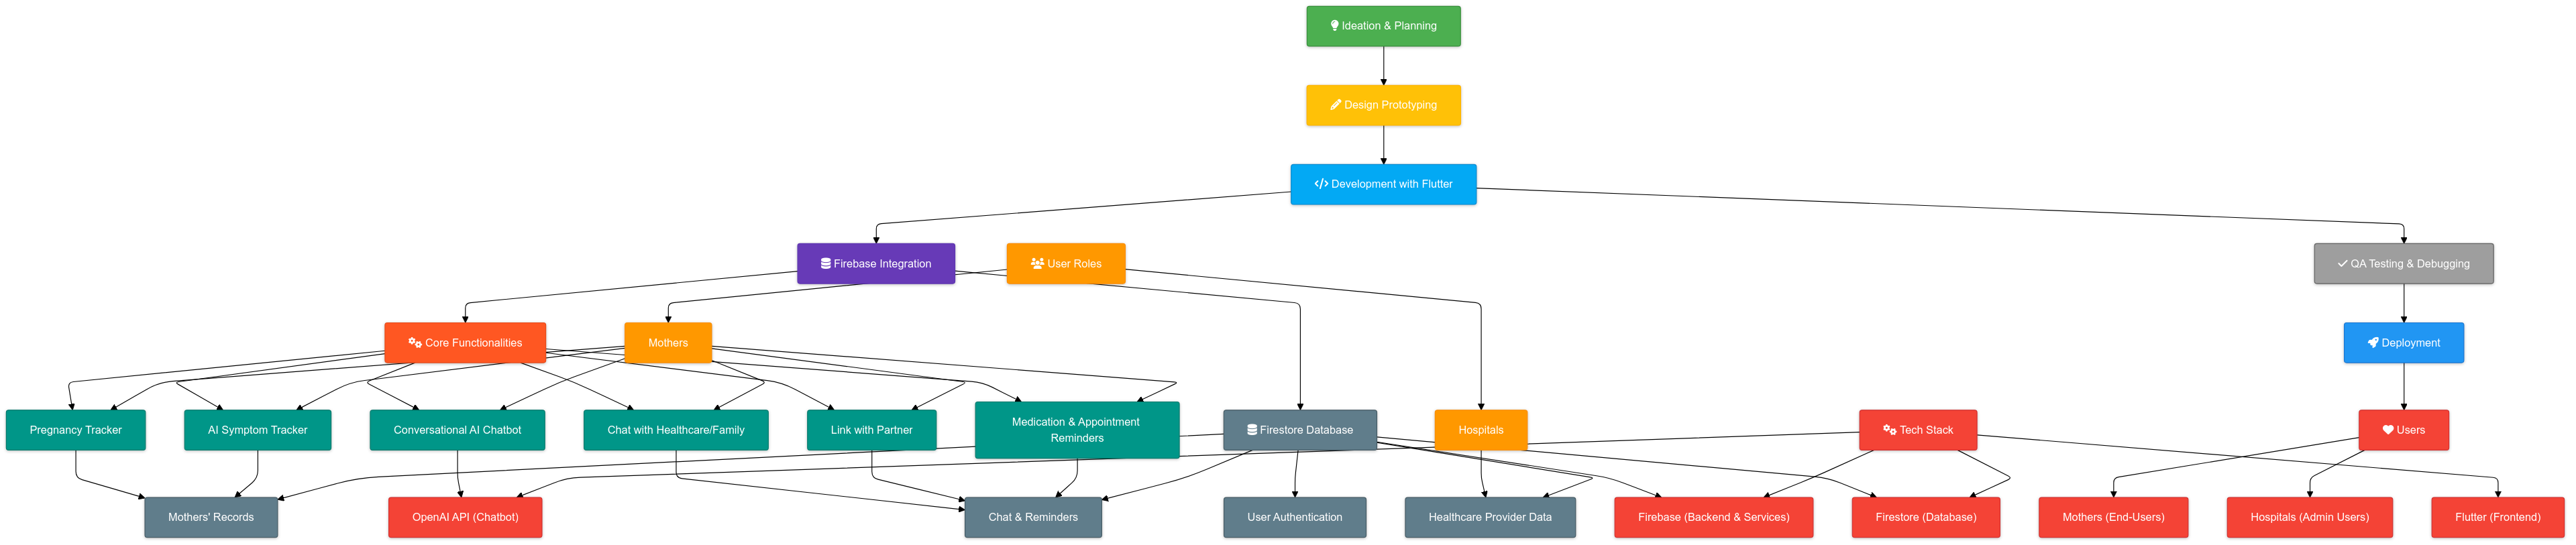 Ideation & Planning
Design Prototyping
Development with Flutter
Firebase Integration
User Roles
QA Testing & Debugging
Core Functionalities
Mothers
Deployment
Pregnancy Tracker
AI Symptom Tracker
Conversational AI Chatbot
Chat with Healthcare/Family
Link with Partner
Medication & Appointment
Reminders
Firestore Database
Hospitals
Tech Stack
Users
Mothers' Records
OpenAI API (Chatbot)
Chat & Reminders
User Authentication
Healthcare Provider Data
Firebase (Backend & Services)
Firestore (Database)
Mothers (End-Users)
Hospitals (Admin Users)
Flutter (Frontend)